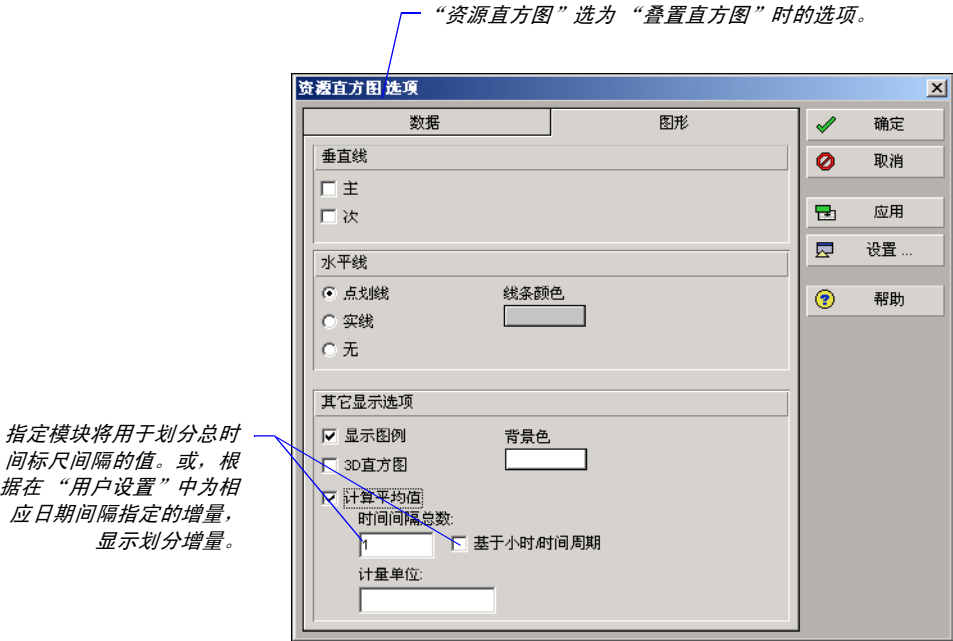 “资源直方图”选为 “叠置直方图”时的选项。
资源直方图 选项
数据
图形
确定
取消
应用
设置 ...
帮助
垂直线
主
次
水平线
点划线
线条颜色
实线
无
其它显示选项
显示图例
背景色
3D直方图
计算平均值
时间间隔总数:
1
基于小时/时间周期
计量单位:
指定模块将用于划分总时
间标尺间隔的值。或，根
据在 “用户设置”中为相
应日期间隔指定的增量，
显示划分增量。